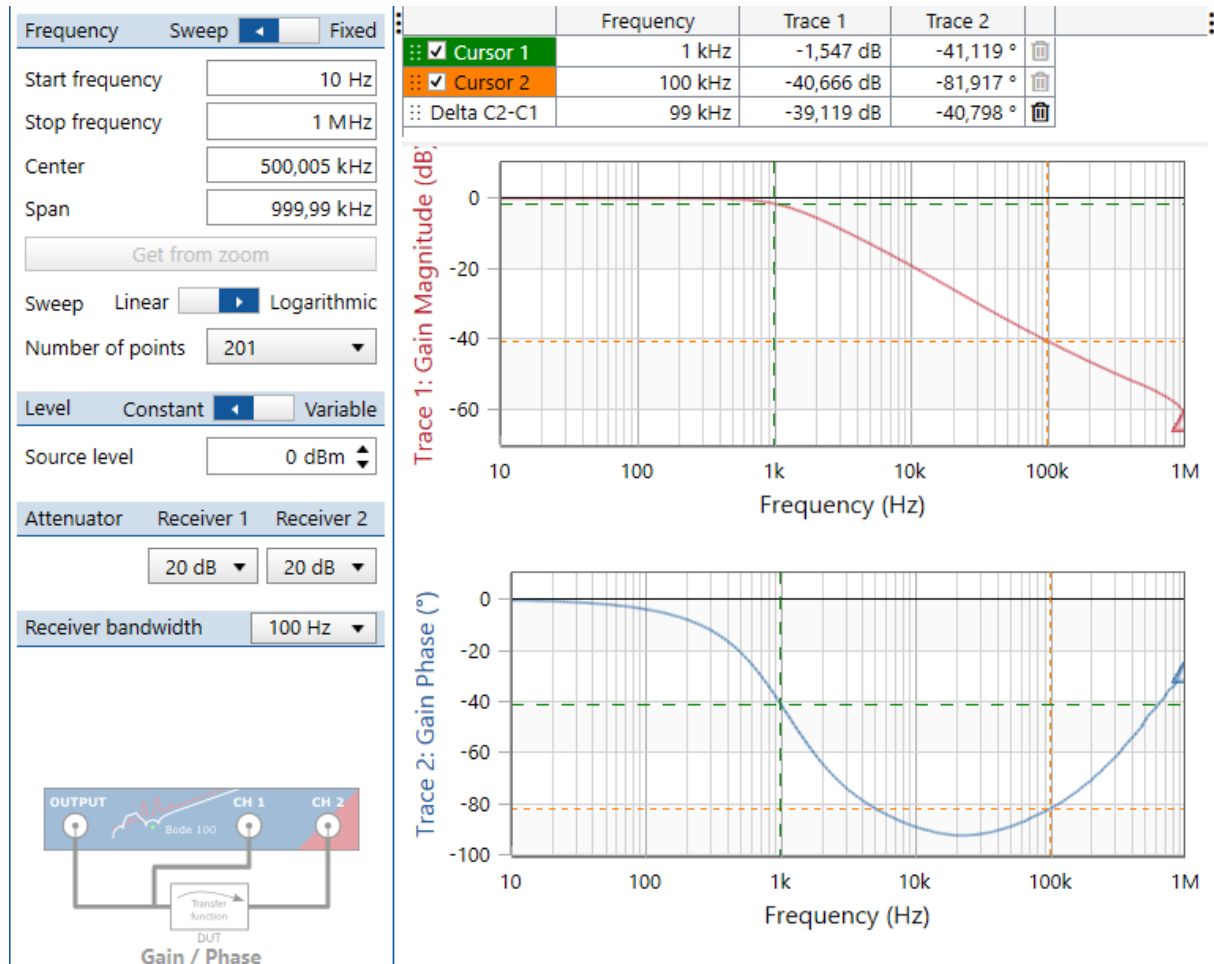 Frequency Sweep Fixed
Start frequency 10 Hz
Stop frequency 1 MHz
Center 500,005 kHz
Span 999,99 kHz
Get from zoom
Sweep Linear Logarithmic
Number of points 201
Level Constant Variable
Source level 0 dBm
Attenuator Receiver 1 Receiver 2
20 dB 20 dB
Receiver bandwidth 100 Hz
OUTPUT CH 1 CH 2
Bode 100
Transfer
function
DUT
Gain / Phase
Frequency Trace 1 Trace 2
Cursor 1 1 kHz -1,547 dB -41,119 °
Cursor 2 100 kHz -40,666 dB -81,917 °
Delta C2-C1 99 kHz -39,119 dB -40,798 °
Trace 1: Gain Magnitude (dB)
0
-20
-40
-60
10 100 1k 10k 100k 1M
Frequency (Hz)
Trace 2: Gain Phase (°)
0
-20
-40
-60
-80
-100
10 100 1k 10k 100k 1M
Frequency (Hz)